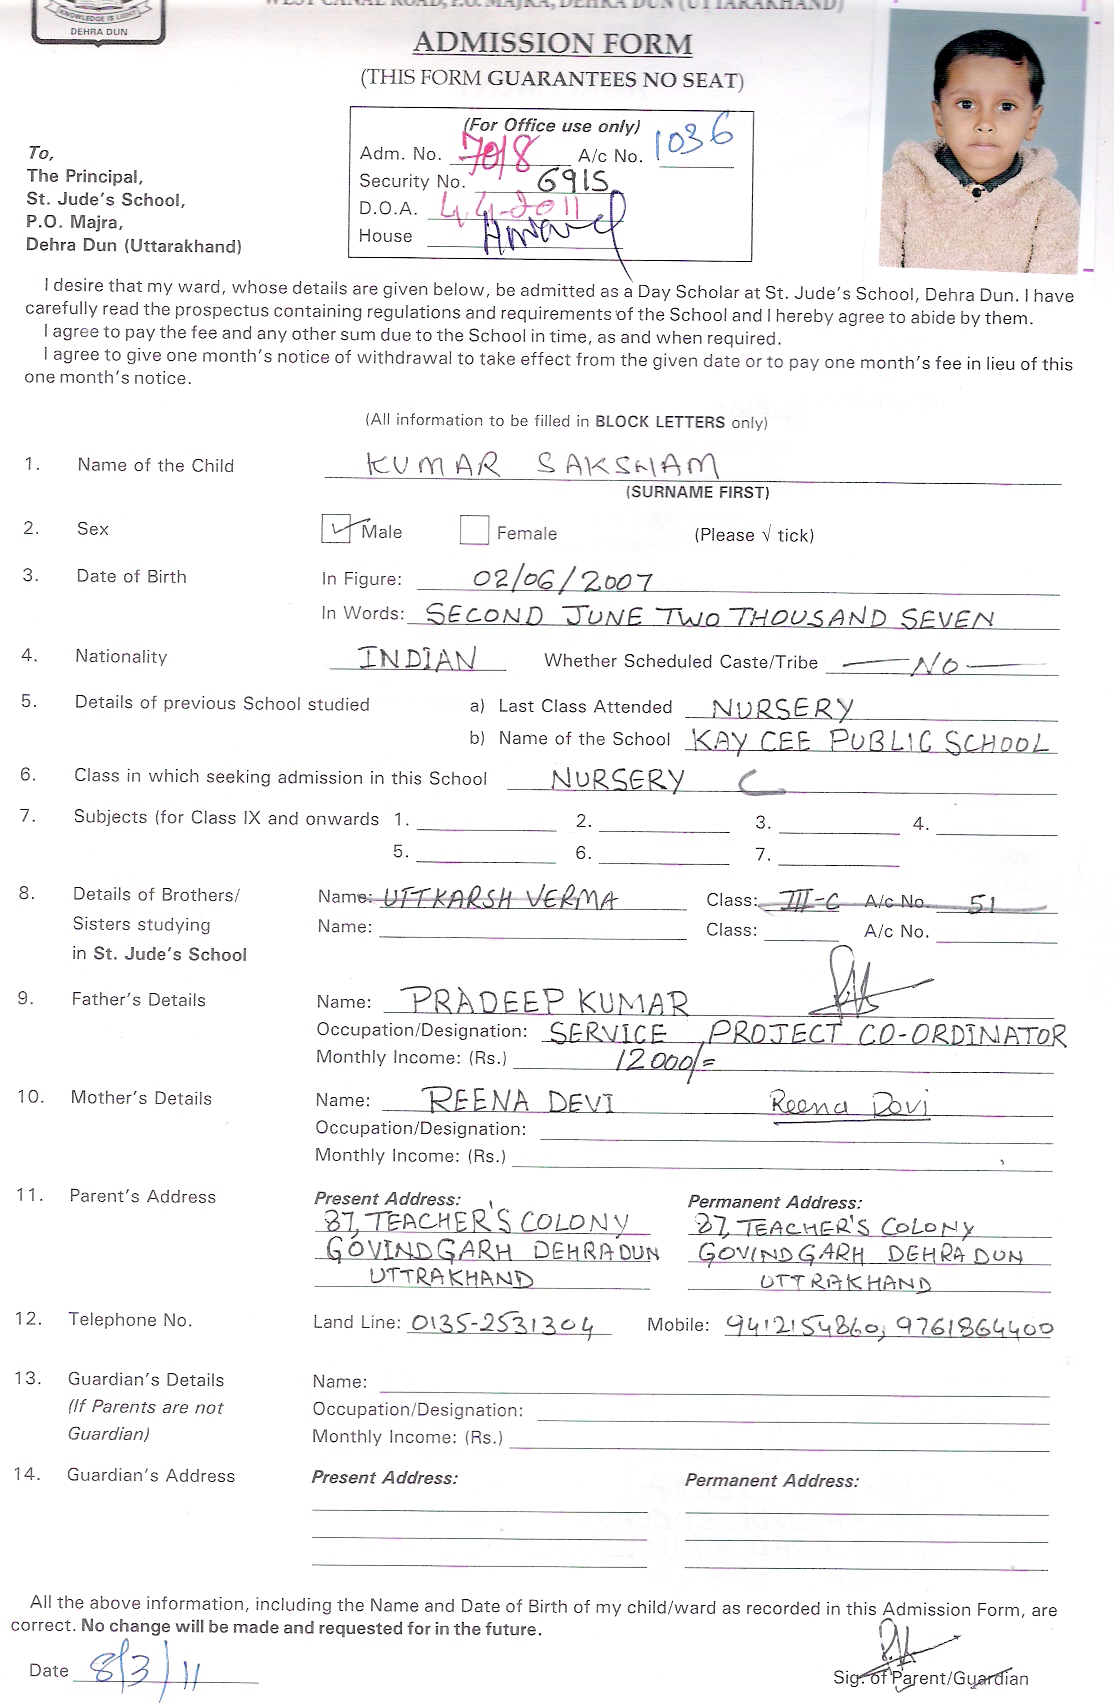 KNOWLEDGE IS LIGHT
DEHRA DUN
WEST CANAL ROAD, P.O. MAJRA, DEHRA DUN (UTTARAKHAND)
ADMISSION FORM
(THIS FORM GUARANTEES NO SEAT)
(For Office use only)
Adm. No. 7018 A/c No. 1036
Security No. 6915
D.O.A. 4.4-2011
House
To,
The Principal,
St. Jude's School,
P.O. Majra,
Dehra Dun (Uttarakhand)
I desire that my ward, whose details are given below, be admitted as a Day Scholar at St. Jude's School, Dehra Dun. I have
carefully read the prospectus containing regulations and requirements of the School and I hereby agree to abide by them.
I agree to pay the fee and any other sum due to the School in time, as and when required.
I agree to give one month's notice of withdrawal to take effect from the given date or to pay one month's fee in lieu of this
one month's notice.
(All information to be filled in BLOCK LETTERS only)
1. Name of the Child KUMAR SAKSHAM
(SURNAME FIRST)
2. Sex ✓ Male Female (Please √ tick)
3. Date of Birth In Figure: 02/06/2007
In Words: SECOND JUNE TWO THOUSAND SEVEN
4. Nationality INDIAN Whether Scheduled Caste/Tribe —NO—
5. Details of previous School studied a) Last Class Attended NURSERY
b) Name of the School KAY CEE PUBLIC SCHOOL
6. Class in which seeking admission in this School NURSERY C
7. Subjects (for Class IX and onwards 1. 2. 3. 4.
5. 6. 7.
8. Details of Brothers/ Name: UTTKARSH VERMA Class: III-C A/c No. 51
Sisters studying Name: Class: A/c No.
in St. Jude's School
9. Father's Details Name: PRADEEP KUMAR
Occupation/Designation: SERVICE PROJECT CO-ORDINATOR
Monthly Income: (Rs.) 12000/=
10. Mother's Details Name: REENA DEVI Reena Devi
Occupation/Designation:
Monthly Income: (Rs.)
11. Parent's Address Present Address: Permanent Address:
87, TEACHER'S COLONY 87, TEACHER'S COLONY
GOVINDGARH DEHRADUN GOVINDGARH DEHRADUN
UTTRAKHAND UTTRAKHAND
12. Telephone No. Land Line: 0135-2531304 Mobile: 9412154860, 9761864400
13. Guardian's Details Name:
(If Parents are not Occupation/Designation:
Guardian) Monthly Income: (Rs.)
14. Guardian's Address Present Address: Permanent Address:
All the above information, including the Name and Date of Birth of my child/ward as recorded in this Admission Form, are
correct. No change will be made and requested for in the future.
Date 8/3/11 Sig. of Parent/Guardian